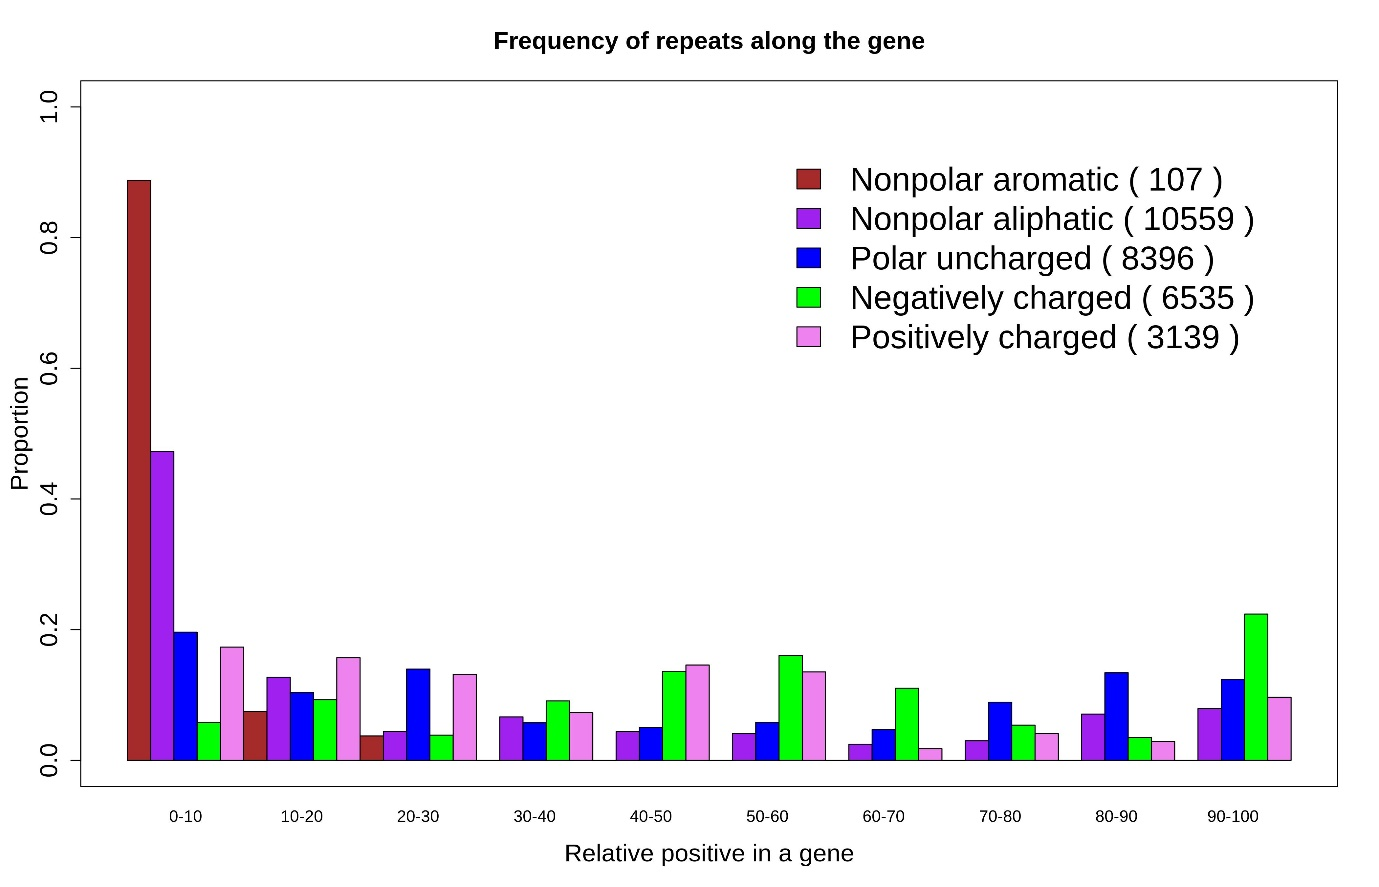 Frequency of repeats along the gene
1.0
0.8
0.6
0.4
0.2
0.0
Proportion
Nonpolar aromatic ( 107 )
Nonpolar aliphatic ( 10559 )
Polar uncharged ( 8396 )
Negatively charged ( 6535 )
Positively charged ( 3139 )
0-10 10-20 20-30 30-40 40-50 50-60 60-70 70-80 80-90 90-100
Relative positive in a gene